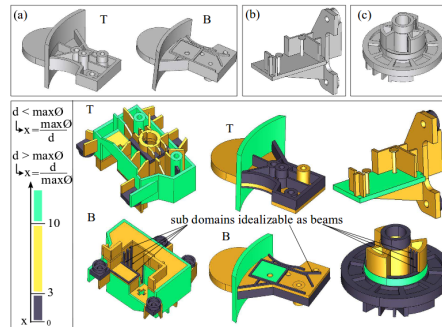 (a) T B (b) (c)
d < maxØ
x = maxØ
d
d > maxØ
x = d
maxØ
10
3
x 0
T
T
sub domains idealizable as beams
B
B